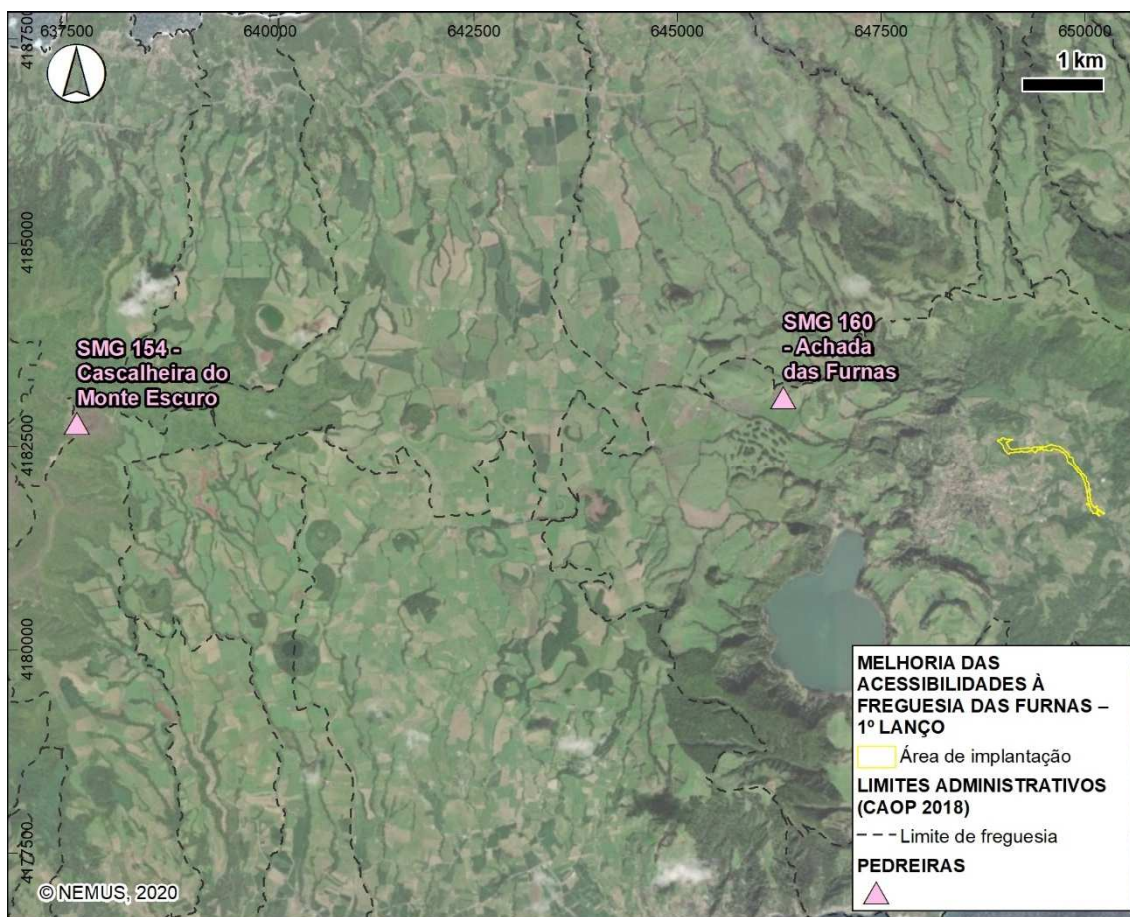 637500
640000
642500
645000
647500
650000
4187500
4185000
4182500
4180000
4177500
1 km
SMG 154 -
Cascalheira do
Monte Escuro
SMG 160
- Achada
das Furnas
MELHORIA DAS
ACESSIBILIDADES À
FREGUESIA DAS FURNAS –
1º LANÇO
Área de implantação
LIMITES ADMINISTRATIVOS
(CAOP 2018)
Limite de freguesia
PEDREIRAS
© NEMUS, 2020